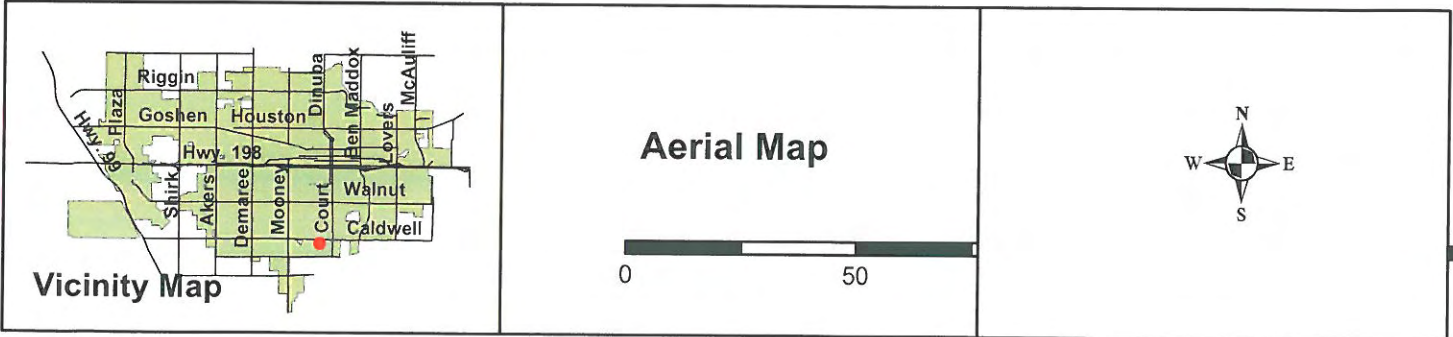 Riggin
Goshen
Houston
Hwy. 198
Walnut
Caldwell
Hwy. 99
Plaza
Shirk
Akers
Demaree
Mooney
Court
Dinuba
Ben Maddox
Lovers
McAuliff
Vicinity Map
Aerial Map
0 50
N
W E
S